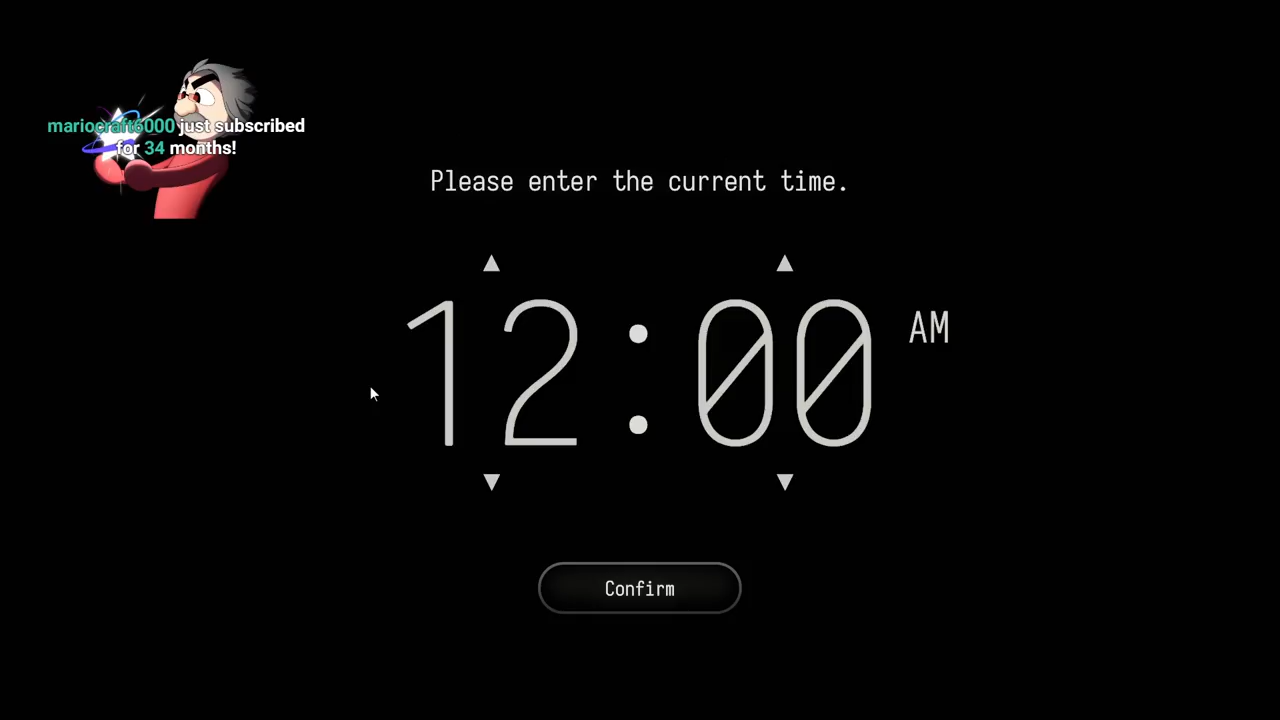 mariocraft6000 just subscribed
for 34 months!
Please enter the current time.
12:00 AM
Confirm